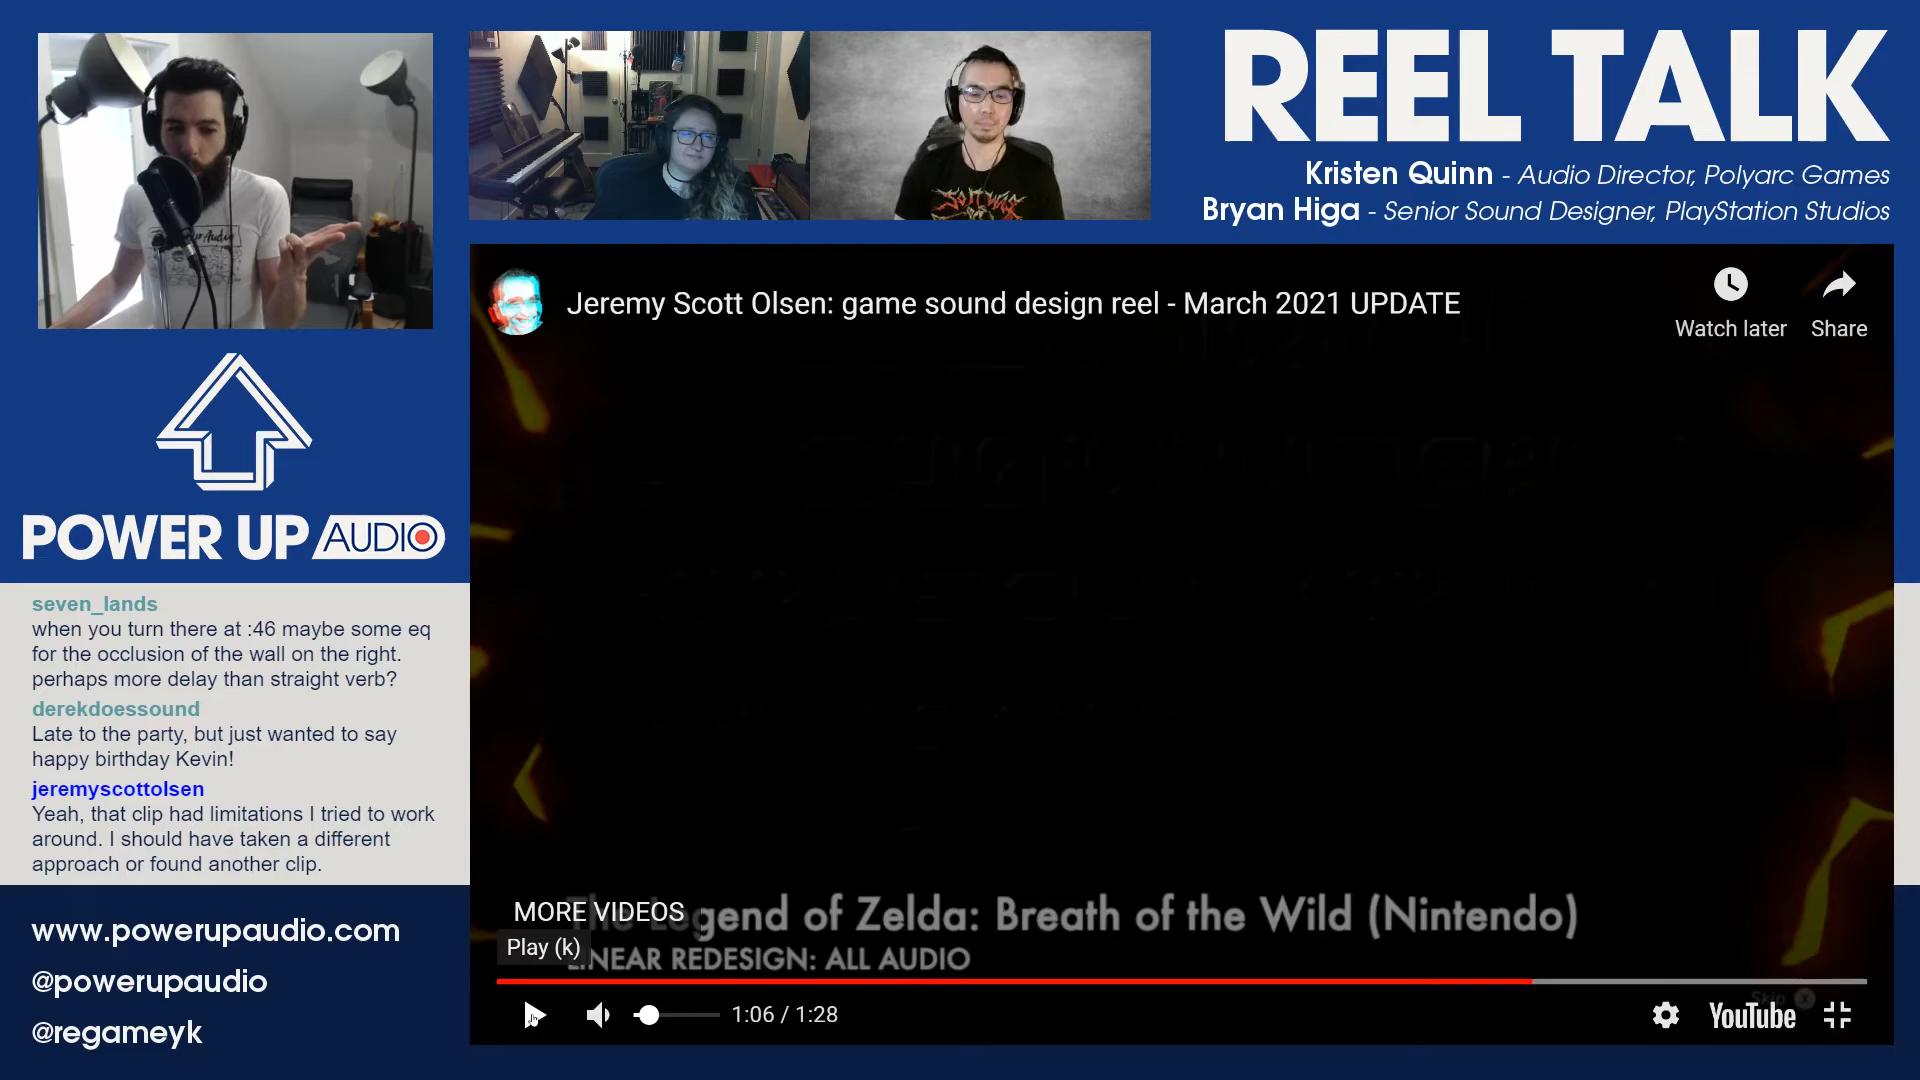 REEL TALK
Kristen Quinn - Audio Director, Polyarc Games
Bryan Higa - Senior Sound Designer, PlayStation Studios
Jeremy Scott Olsen: game sound design reel - March 2021 UPDATE
Watch later
Share
POWER UP AUDIO
seven_lands
when you turn there at :46 maybe some eq
for the occlusion of the wall on the right.
perhaps more delay than straight verb?
derekdoessound
Late to the party, but just wanted to say
happy birthday Kevin!
jeremyscottolsen
Yeah, that clip had limitations I tried to work
around. I should have taken a different
approach or found another clip.
www.powerupaudio.com
@powerupaudio
@regameyk
MORE VIDEOS
The Legend of Zelda: Breath of the Wild (Nintendo)
Play (k)
LINEAR REDESIGN: ALL AUDIO
Skip X
1:06 / 1:28
YouTube